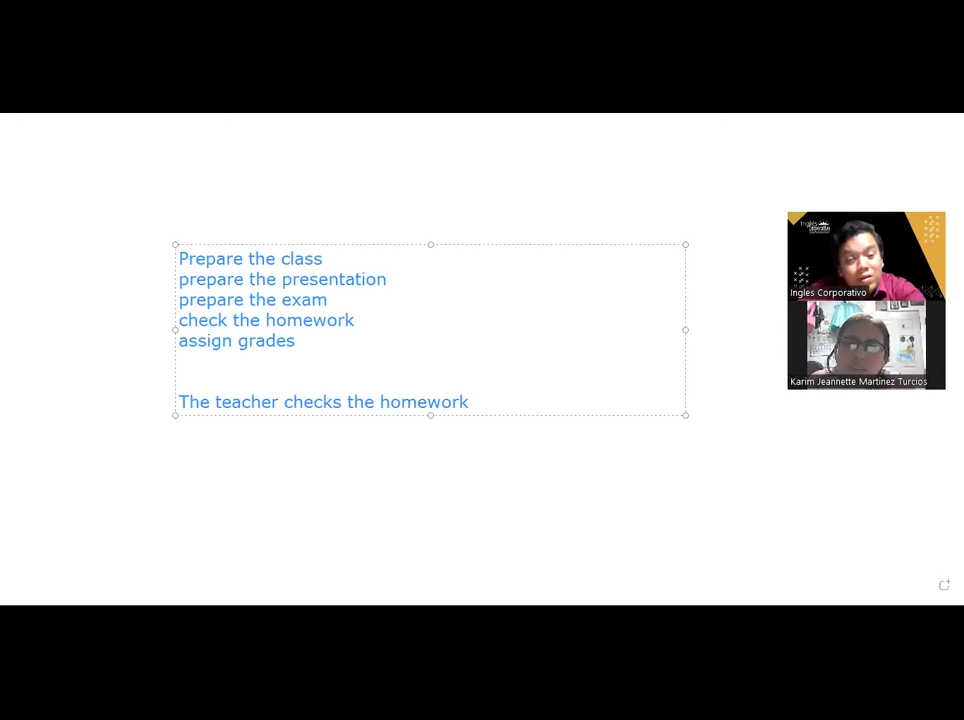 Prepare the class
prepare the presentation
prepare the exam
check the homework
assign grades
The teacher checks the homework
Ingles Corporativo
Karim Jeannette Martinez Turcios